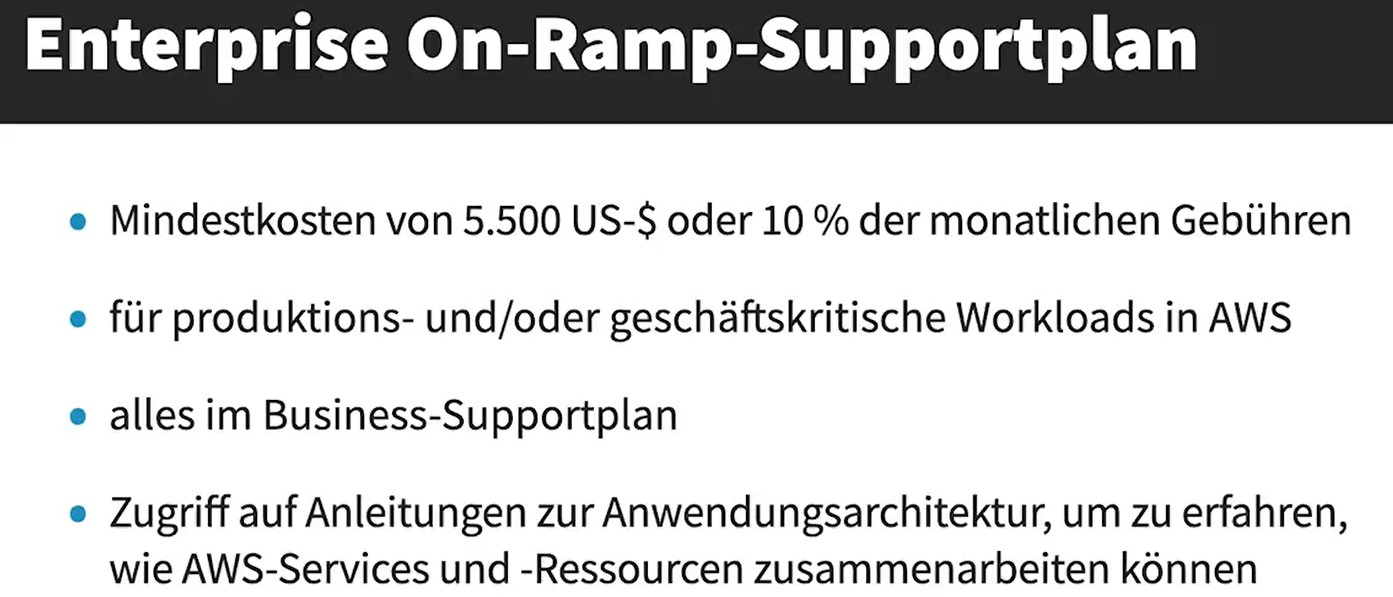 Enterprise On-Ramp-Supportplan
• Mindestkosten von 5.500 US-$ oder 10 % der monatlichen Gebühren
• für produktions- und/oder geschäftskritische Workloads in AWS
• alles im Business-Supportplan
• Zugriff auf Anleitungen zur Anwendungsarchitektur, um zu erfahren,
wie AWS-Services und -Ressourcen zusammenarbeiten können